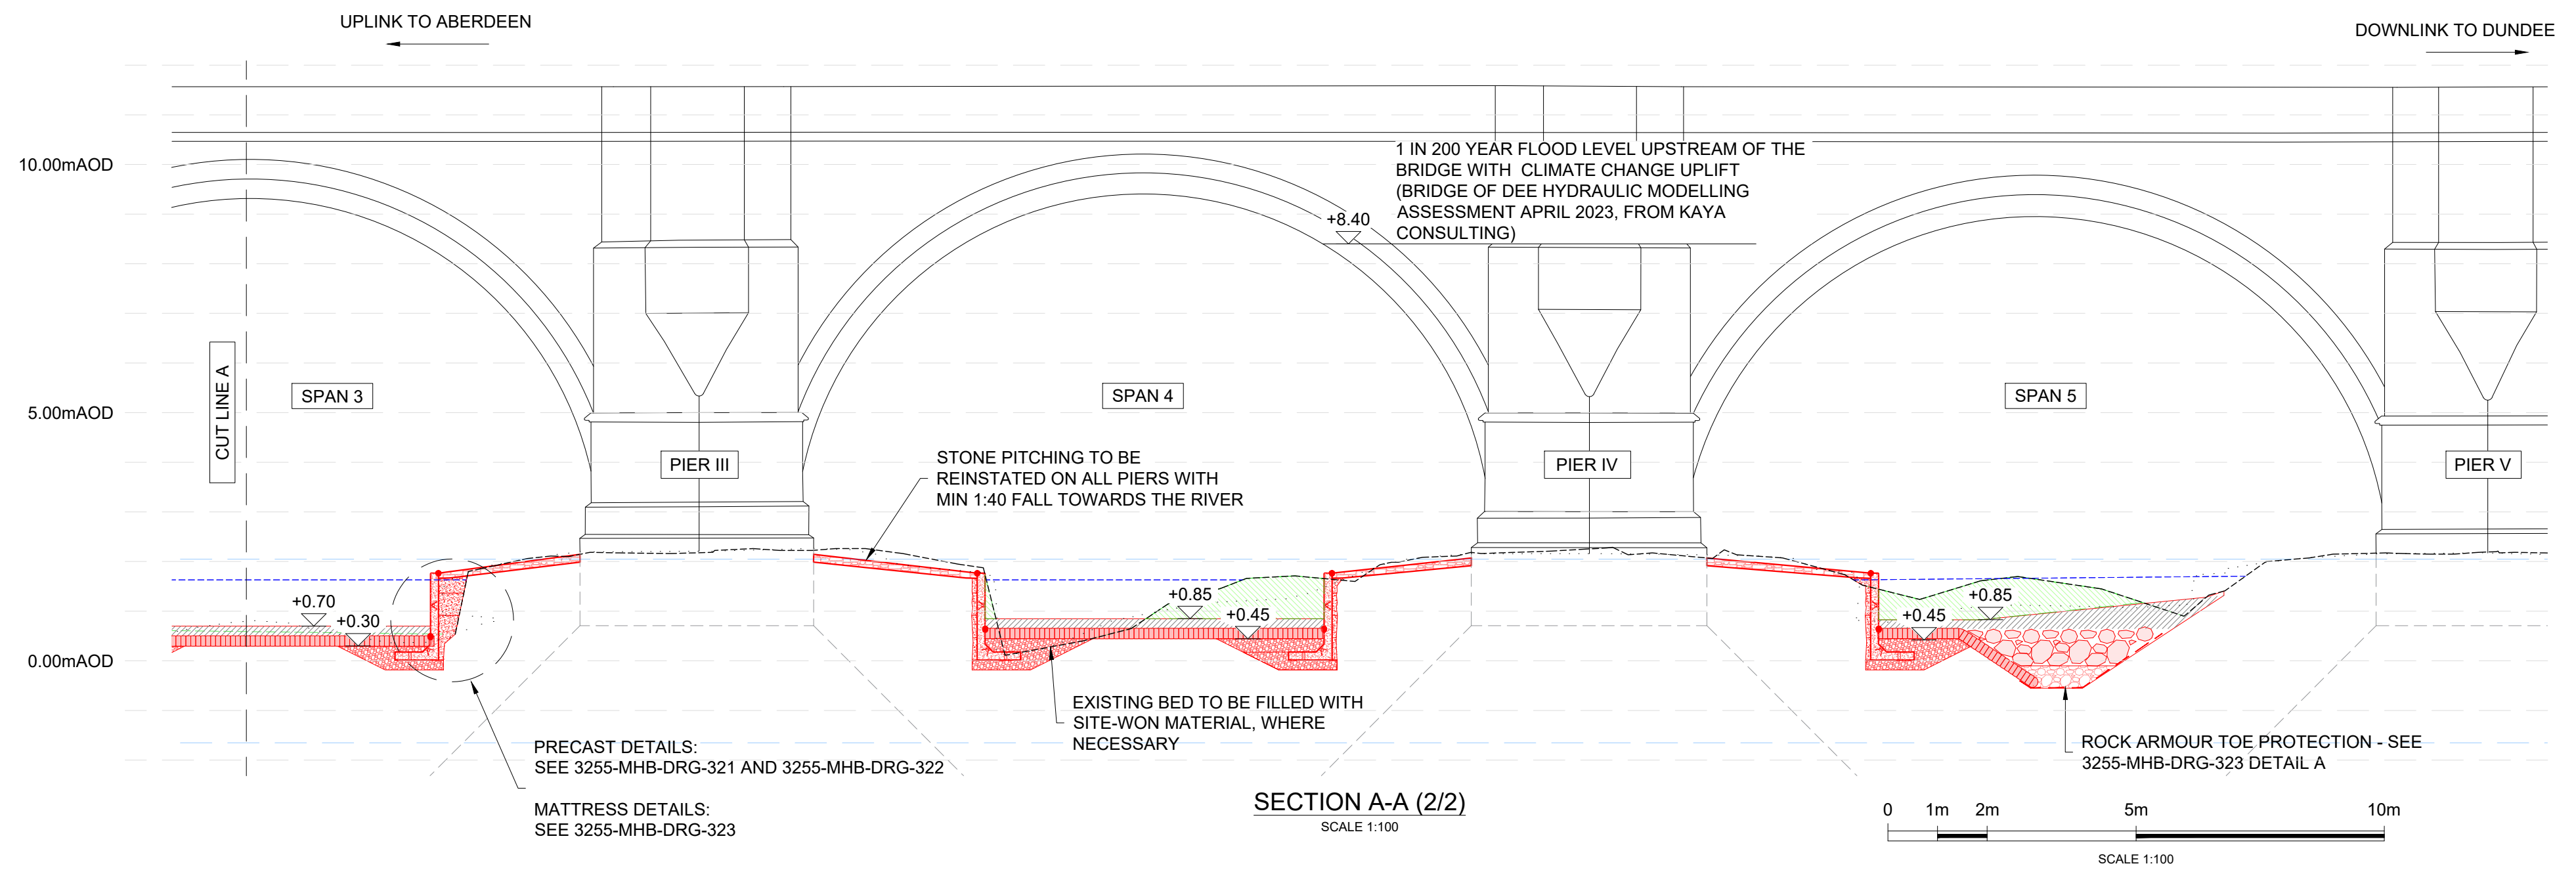 UPLINK TO ABERDEEN
DOWNLINK TO DUNDEE
10.00mAOD
5.00mAOD
0.00mAOD
CUT LINE A
SPAN 3
SPAN 4
SPAN 5
PIER III
PIER IV
PIER V
1 IN 200 YEAR FLOOD LEVEL UPSTREAM OF THE
BRIDGE WITH CLIMATE CHANGE UPLIFT
(BRIDGE OF DEE HYDRAULIC MODELLING
ASSESSMENT APRIL 2023, FROM KAYA
CONSULTING)
+8.40
STONE PITCHING TO BE
REINSTATED ON ALL PIERS WITH
MIN 1:40 FALL TOWARDS THE RIVER
+0.70
+0.30
+0.85
+0.45
+0.85
+0.45
EXISTING BED TO BE FILLED WITH
SITE-WON MATERIAL, WHERE
NECESSARY
PRECAST DETAILS:
SEE 3255-MHB-DRG-321 AND 3255-MHB-DRG-322
MATTRESS DETAILS:
SEE 3255-MHB-DRG-323
ROCK ARMOUR TOE PROTECTION - SEE
3255-MHB-DRG-323 DETAIL A
SECTION A-A (2/2)
SCALE 1:100
0 1m 2m 5m 10m
SCALE 1:100